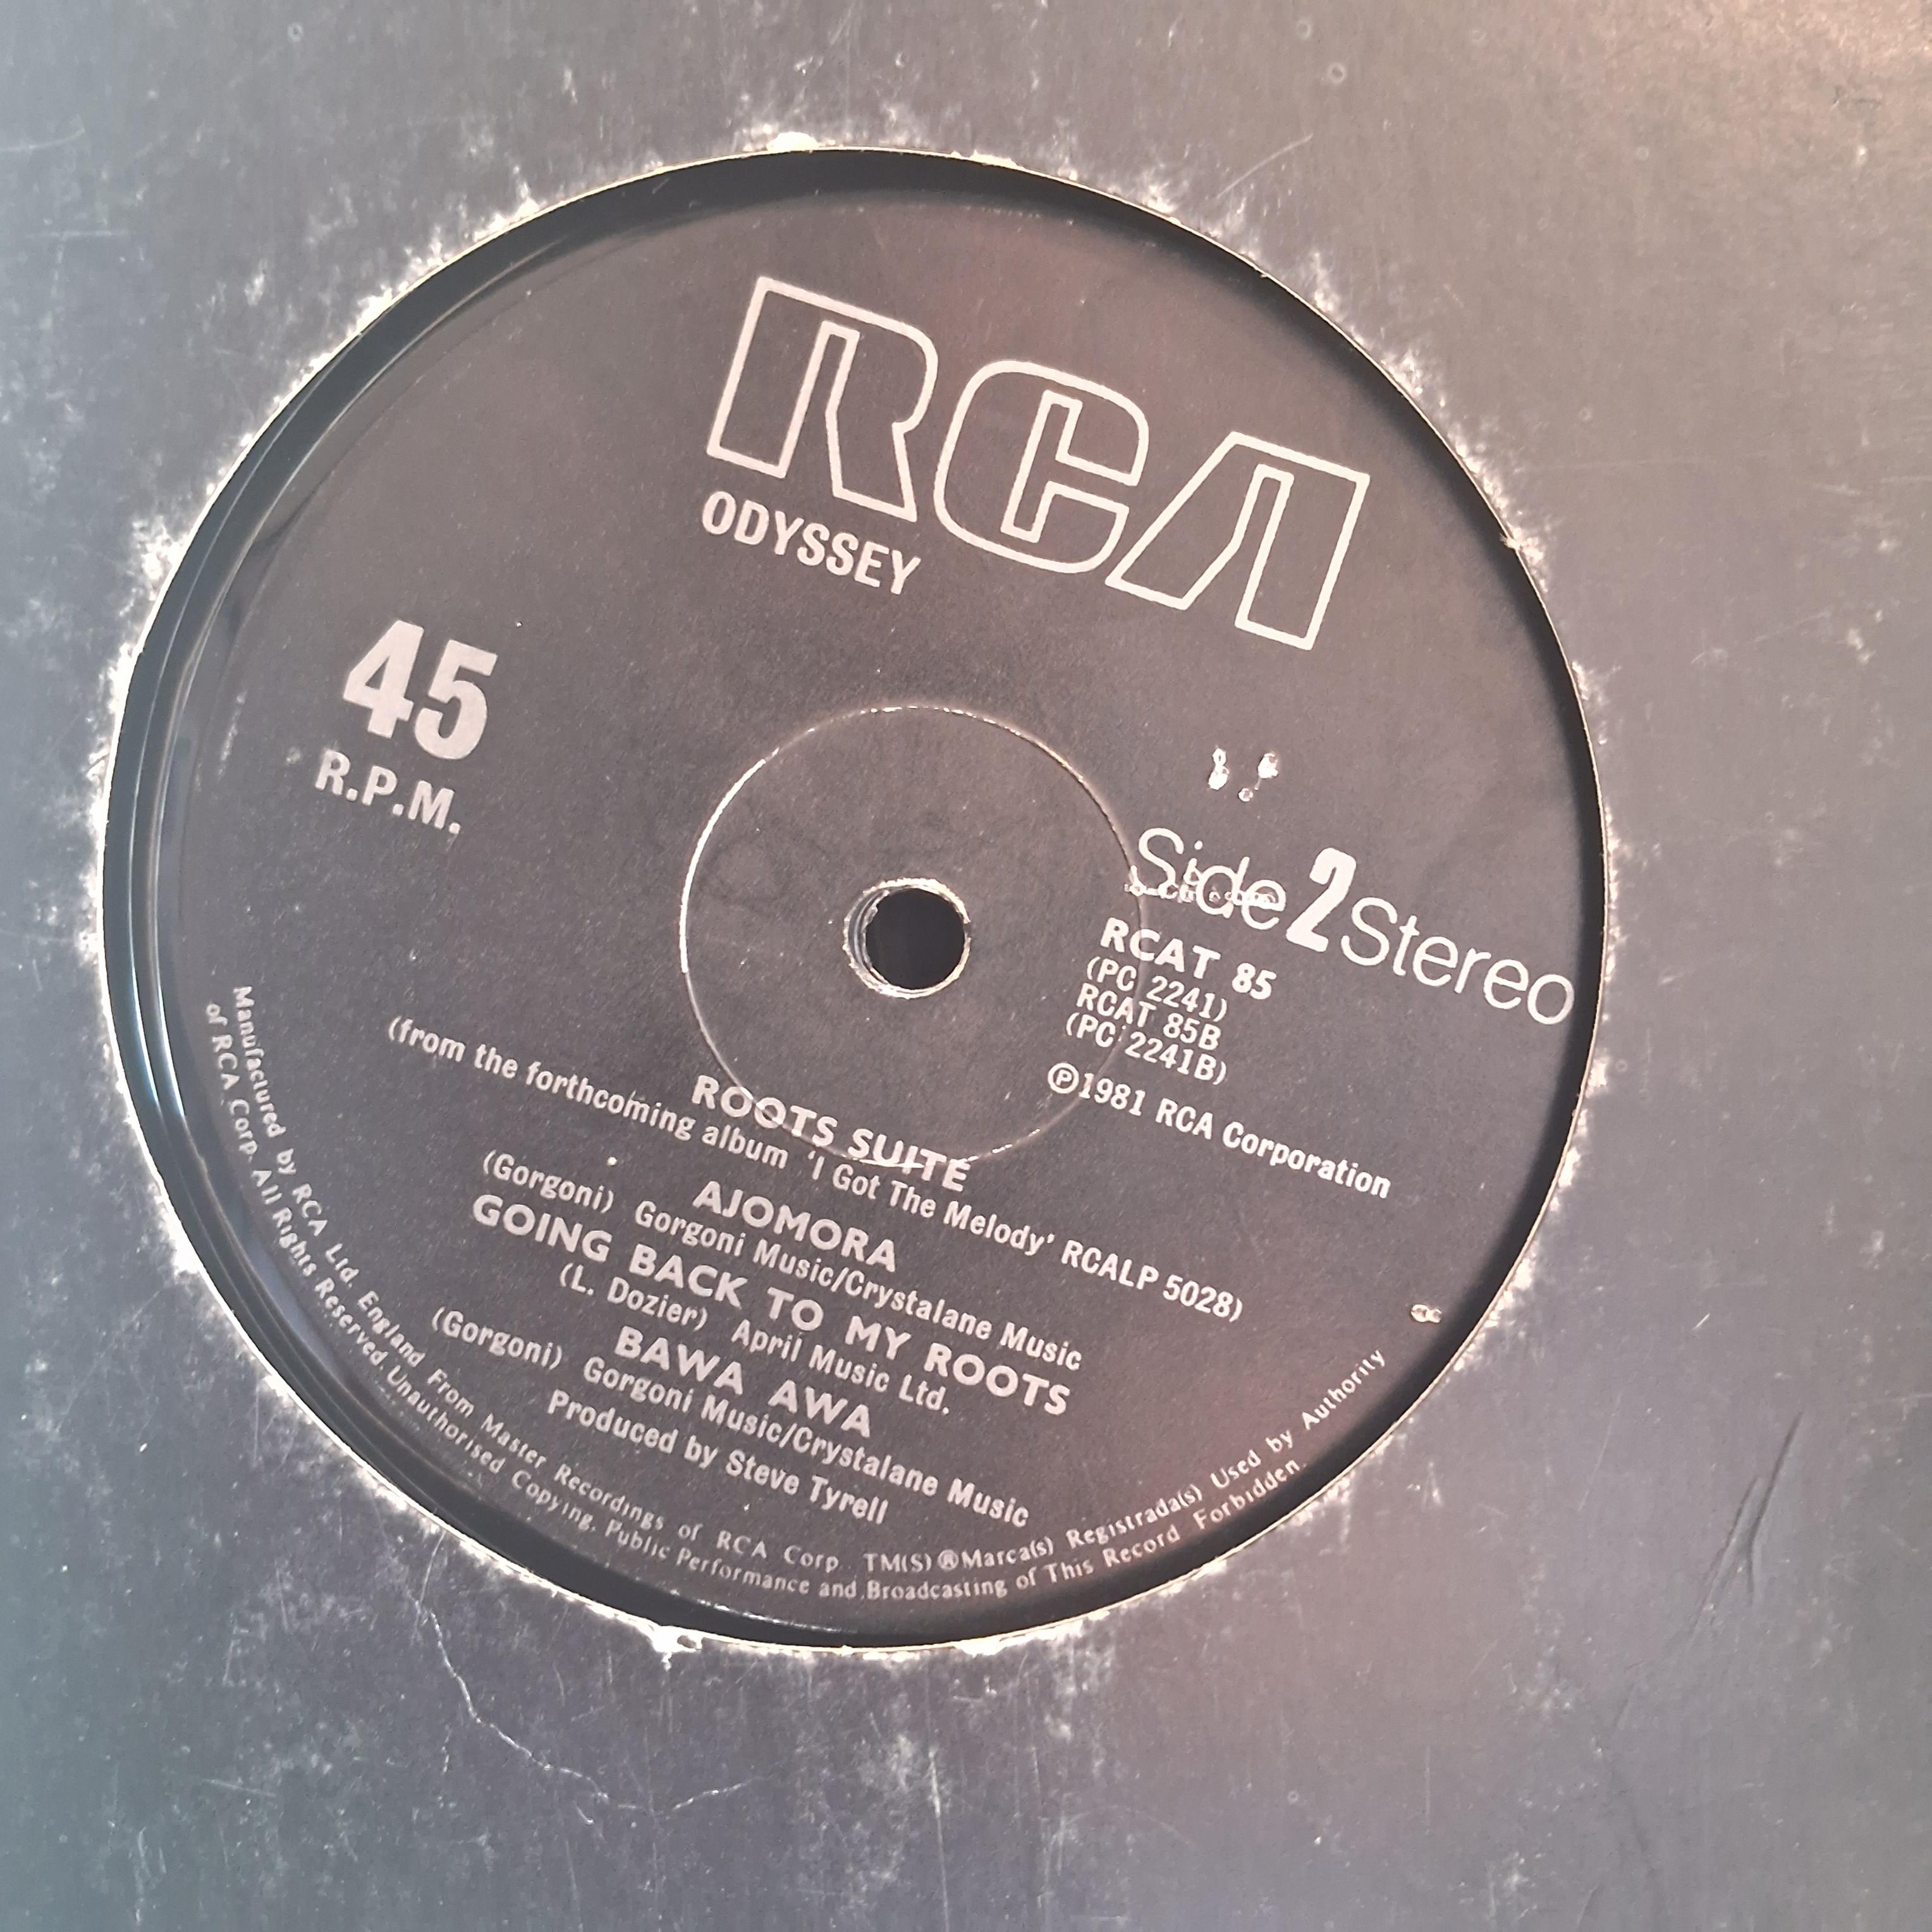 RCA
ODYSSEY
45
R.P.M.
Side 2 Stereo
RCAT 85
(PC 2241)
RCAT 85B
(PC 2241B)
℗1981 RCA Corporation
ROOTS SUITE
(from the forthcoming album 'I Got The Melody' RCALP 5028)
AJOMORA
(Gorgoni) Gorgoni Music/Crystalane Music
GOING BACK TO MY ROOTS
(L. Dozier) April Music Ltd.
BAWA AWA
(Gorgoni) Gorgoni Music/Crystalane Music
Produced by Steve Tyrell
Manufactured by RCA Ltd. England From Master Recordings of RCA Corp. TM(S) ®Marca(s) Registrada(s) Used by Authority
of RCA Corp. All Righs Reserved Unauthorised Copying, Public Performance and Broadcasting of This Record Forbidden.